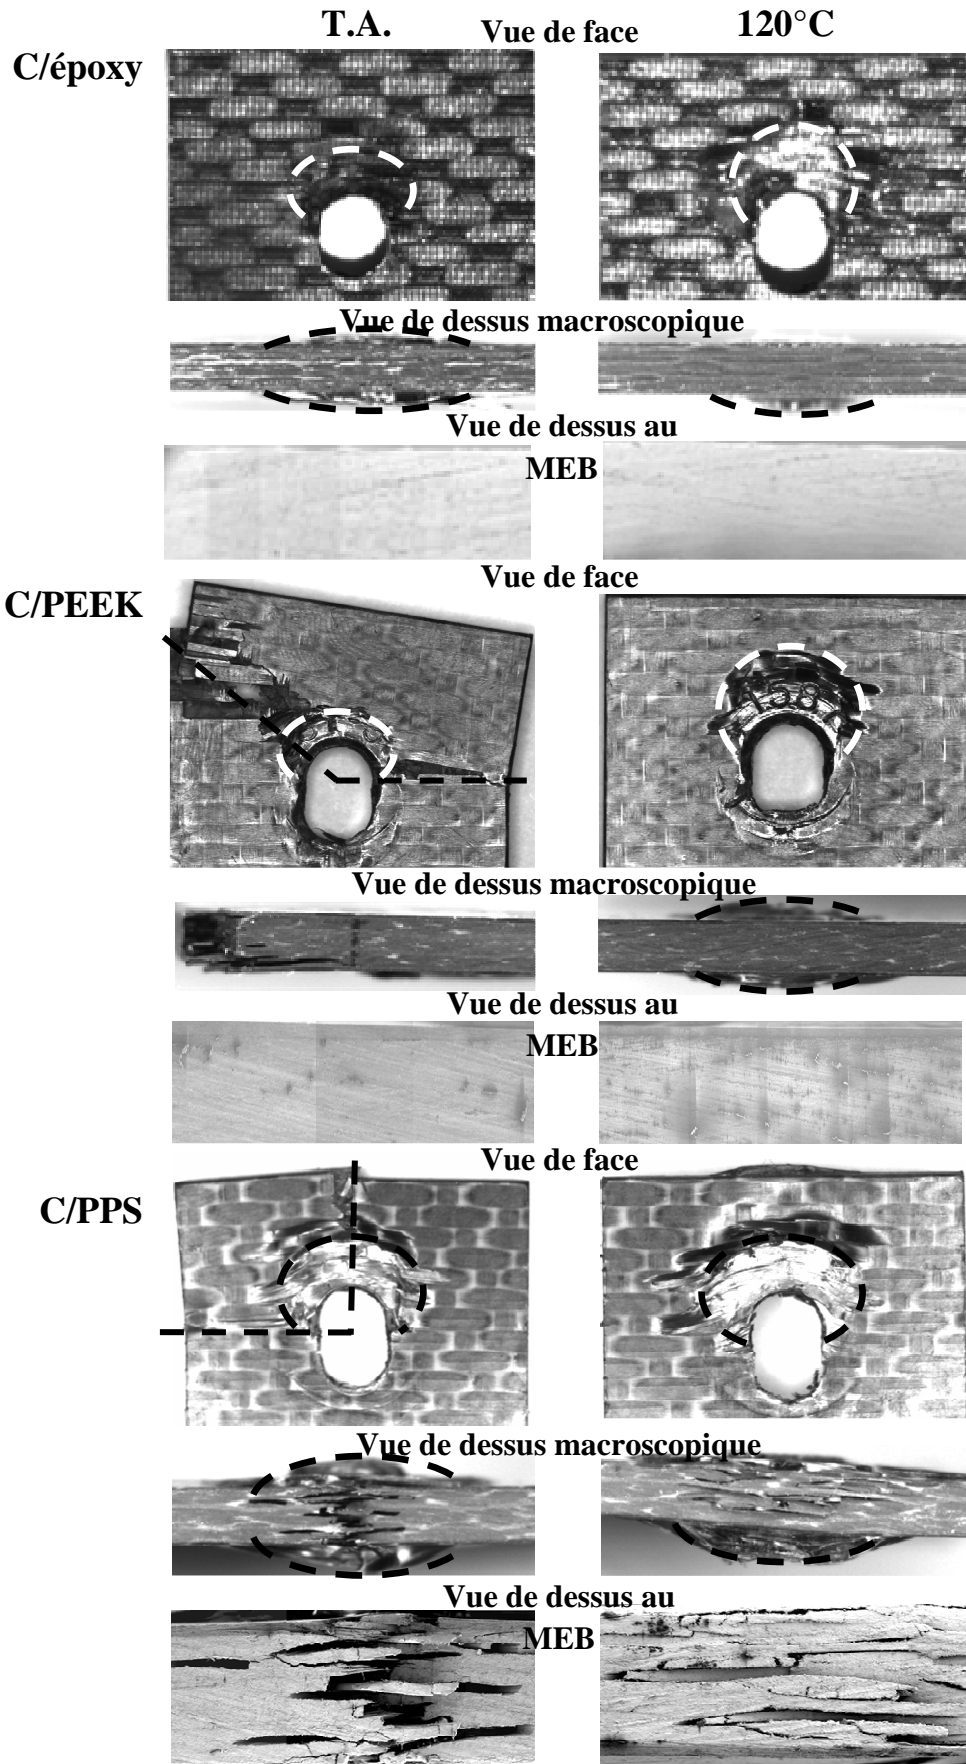 T.A.
Vue de face
120°C
C/époxy
Vue de dessus macroscopique
Vue de dessus au
MEB
Vue de face
C/PEEK
Vue de dessus macroscopique
Vue de dessus au
MEB
Vue de face
C/PPS
Vue de dessus macroscopique
Vue de dessus au
MEB